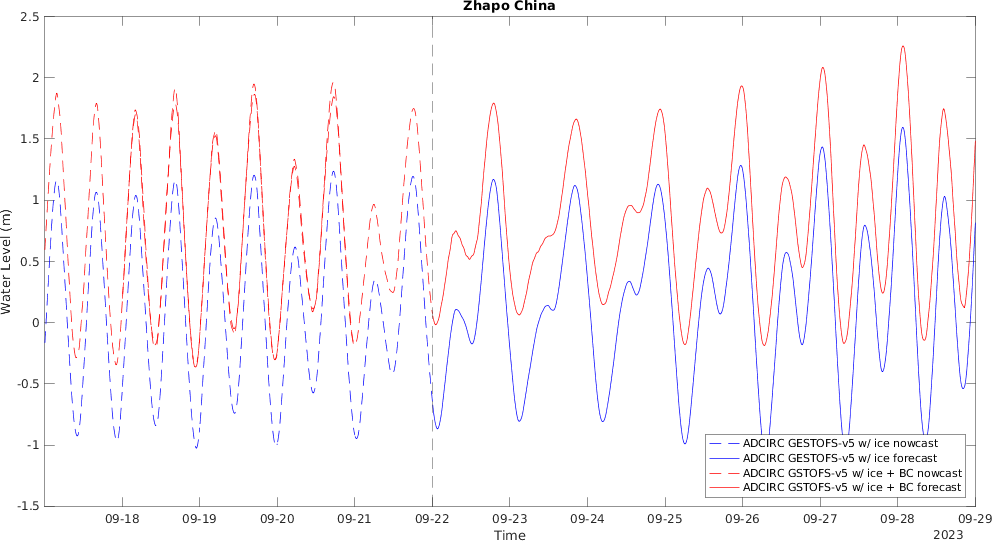 Zhapo China
2.5
2
1.5
1
0.5
0
-0.5
-1
-1.5
Water Level (m)
09-18 09-19 09-20 09-21 09-22 09-23 09-24 09-25 09-26 09-27 09-28 09-29
Time
2023
ADCIRC GESTOFS-v5 w/ ice nowcast
ADCIRC GESTOFS-v5 w/ ice forecast
ADCIRC GSTOFS-v5 w/ ice + BC nowcast
ADCIRC GSTOFS-v5 w/ ice + BC forecast